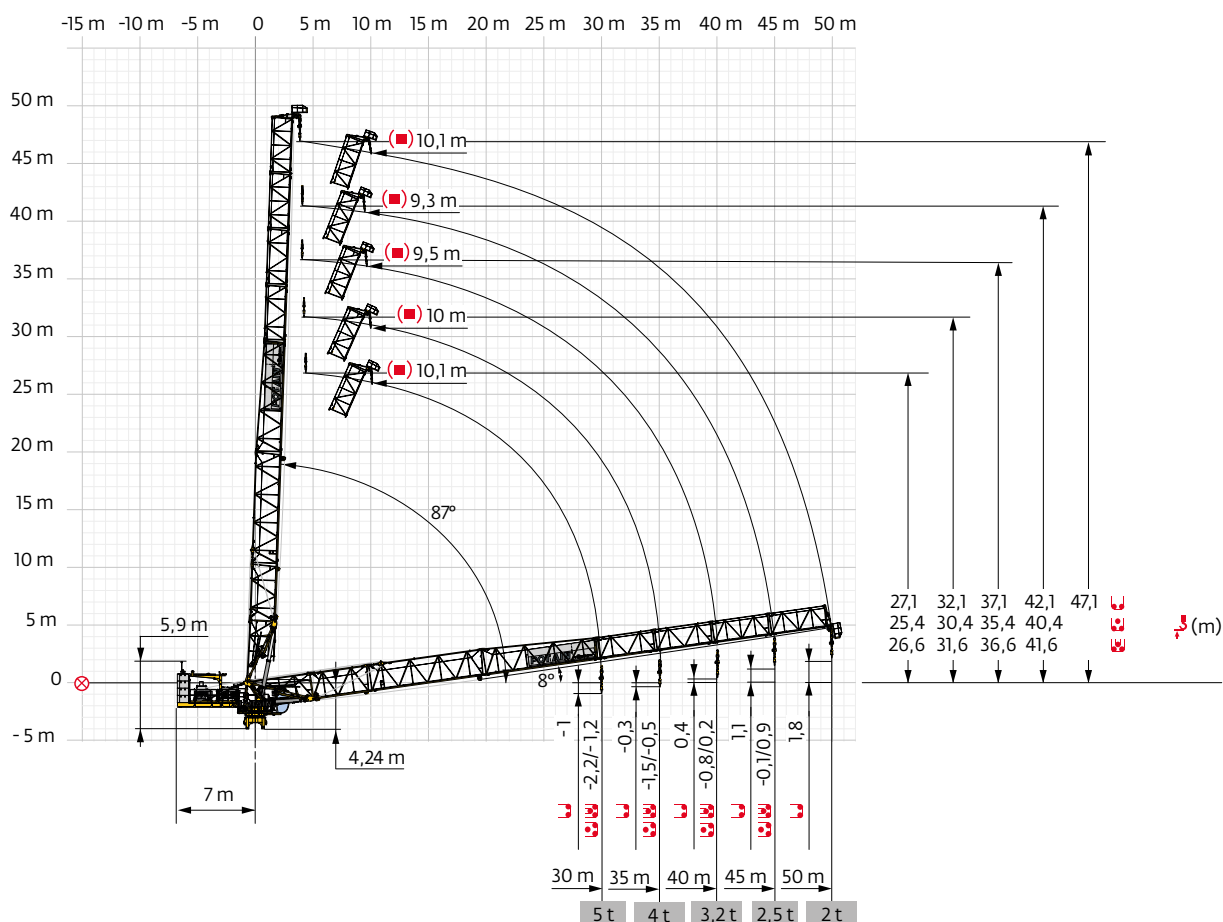 -15 m -10 m -5 m 0 5 m 10 m 15 m 20 m 25 m 30 m 35 m 40 m 45 m 50 m
50 m
45 m
40 m
35 m
30 m
25 m
20 m
15 m
10 m
5 m
0
- 5 m
10,1 m
9,3 m
9,5 m
10 m
10,1 m
87°
8°
POTAIN
5,9 m
4,24 m
7 m
27,1 32,1 37,1 42,1 47,1
25,4 30,4 35,4 40,4
26,6 31,6 36,6 41,6
(m)
-1 -2,2/-1,2 -0,3 -1,5/-0,5 0,4 -0,8/0,2 1,1 -0,1/0,9 1,8
30 m 35 m 40 m 45 m 50 m
5 t 4 t 3,2 t 2,5 t 2 t